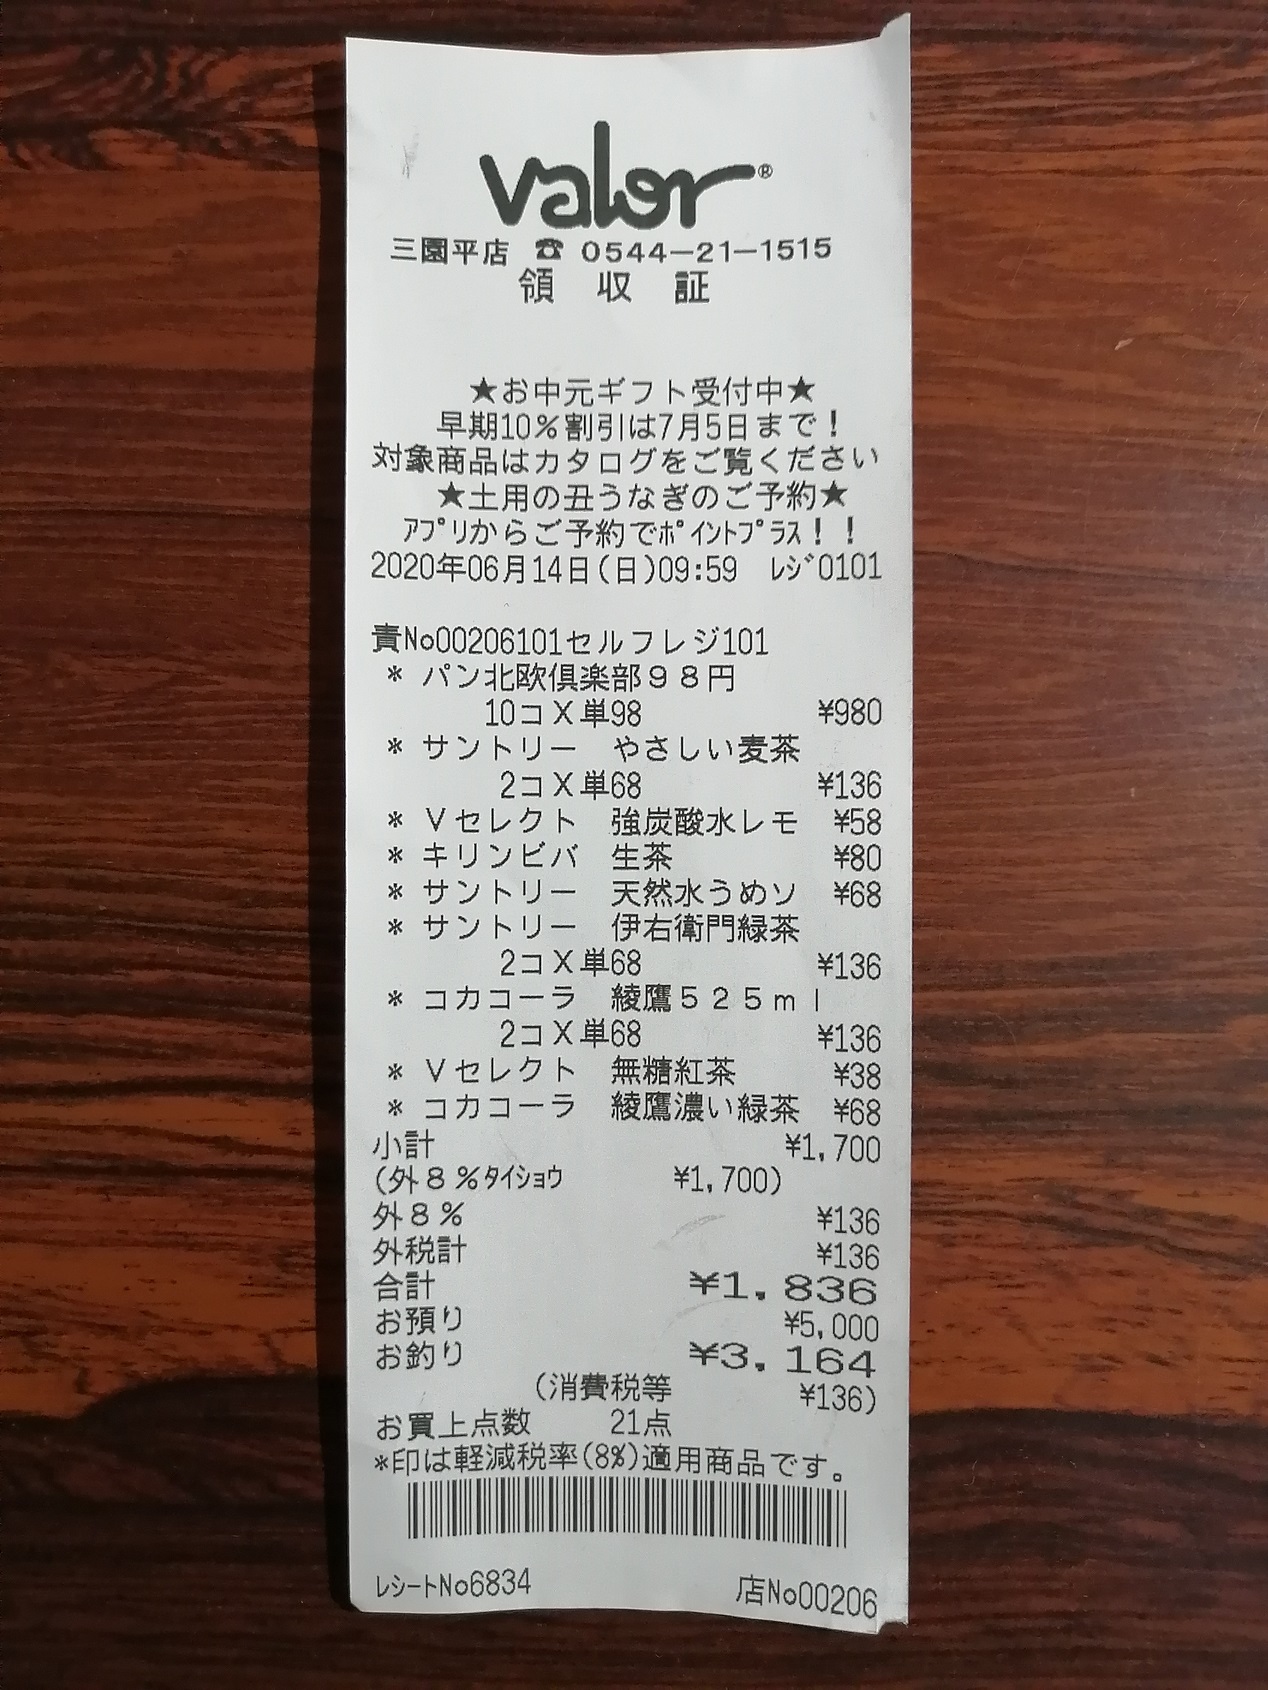 valor®
三園平店 ☎ 0544-21-1515
領 収 証
★お中元ギフト受付中★
早期10%割引は7月5日まで!
対象商品はカタログをご覧ください
★土用の丑うなぎのご予約★
ｱﾌﾟﾘからご予約でﾎﾟｲﾝﾄﾌﾟﾗｽ!!
2020年06月14日(日)09:59 ﾚｼﾞ0101
責No00206101セルフレジ101
* パン北欧倶楽部98円
10コX単98 ¥980
* サントリー やさしい麦茶
2コX単68 ¥136
* Vセレクト 強炭酸水レモ ¥58
* キリンビバ 生茶 ¥80
* サントリー 天然水うめソ ¥68
* サントリー 伊右衛門緑茶
2コX単68 ¥136
* コカコーラ 綾鷹525ml
2コX単68 ¥136
* Vセレクト 無糖紅茶 ¥38
* コカコーラ 綾鷹濃い緑茶 ¥68
小計 ¥1,700
(外8%ﾀｲｼｮｳ ¥1,700)
外8% ¥136
外税計 ¥136
合計 ¥1,836
お預り ¥5,000
お釣り ¥3,164
(消費税等 ¥136)
お買上点数 21点
*印は軽減税率(8%)適用商品です。
ﾚｼｰﾄNo6834 店No00206